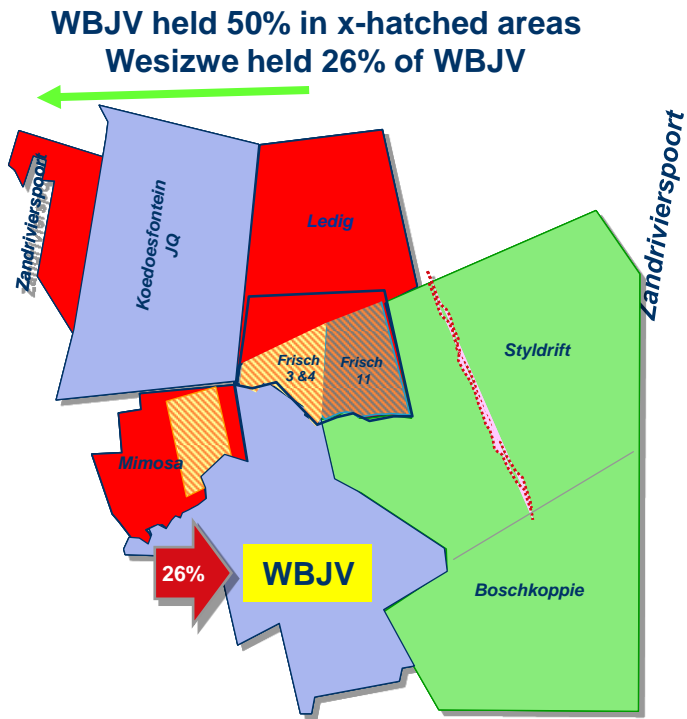 WBJV held 50% in x-hatched areas
Wesizwe held 26% of WBJV
Zandrivierspoort
Koedoesfontein
JQ
Ledig
Zandrivierspoort
Frisch
3 &4
Frisch
11
Styldrift
Mimosa
26%
WBJV
Boschkoppie